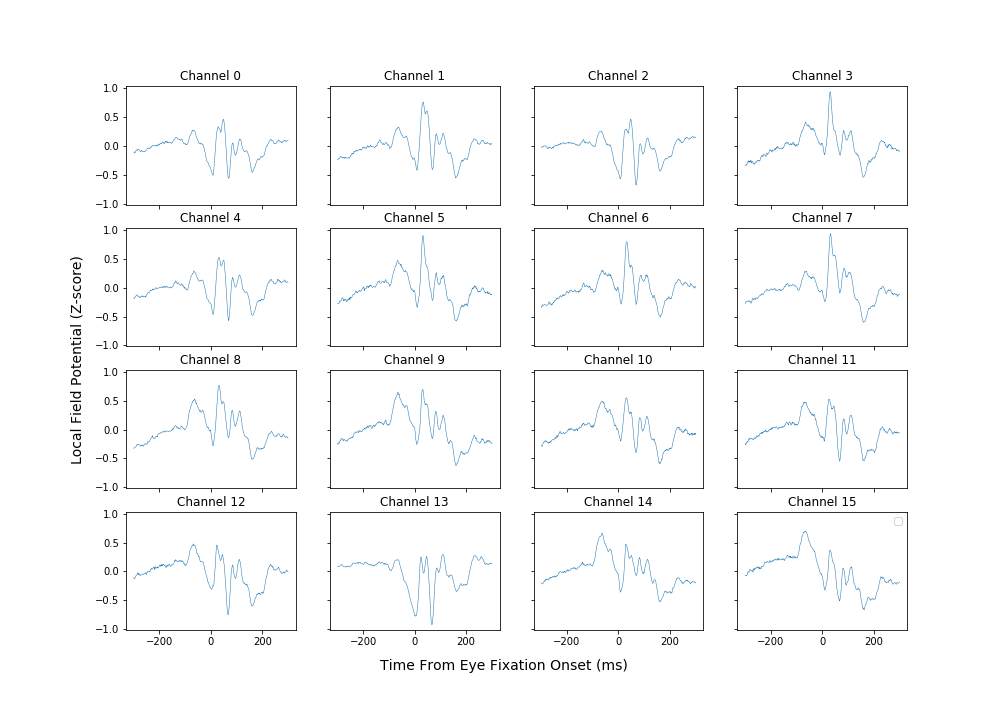 Channel 0
Channel 1
Channel 2
Channel 3
1.0
0.5
0.0
−0.5
−1.0
Channel 4
Channel 5
Channel 6
Channel 7
1.0
0.5
0.0
−0.5
−1.0
Local Field Potential (Z-score)
Channel 8
Channel 9
Channel 10
Channel 11
1.0
0.5
0.0
−0.5
−1.0
Channel 12
Channel 13
Channel 14
Channel 15
1.0
0.5
0.0
−0.5
−1.0
−200 0 200 −200 0 200 −200 0 200 −200 0 200
Time From Eye Fixation Onset (ms)